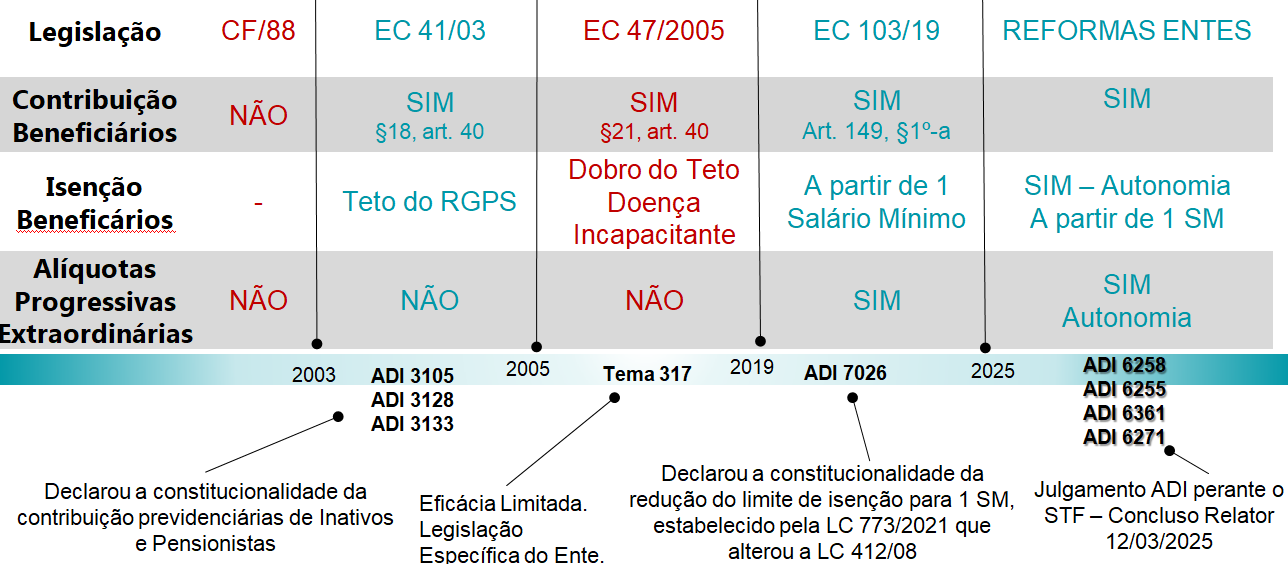 Legislação CF/88 EC 41/03 EC 47/2005 EC 103/19 REFORMAS ENTES
Contribuição
Beneficiários
NÃO
SIM
§18, art. 40
SIM
§21, art. 40
SIM
Art. 149, §1º-a
SIM
Isenção
Beneficários
-
Teto do RGPS
Dobro do Teto
Doença
Incapacitante
A partir de 1
Salário Mínimo
SIM – Autonomia
A partir de 1 SM
Alíquotas
Progressivas
Extraordinárias
NÃO
NÃO
NÃO
SIM
SIM
Autonomia
2003
ADI 3105
ADI 3128
ADI 3133
2005
Tema 317
2019
ADI 7026
2025
ADI 6258
ADI 6255
ADI 6361
ADI 6271
Declarou a constitucionalidade da
contribuição previdenciárias de Inativos
e Pensionistas
Eficácia Limitada.
Legislação
Específica do Ente.
Declarou a constitucionalidade da
redução do limite de isenção para 1 SM,
estabelecido pela LC 773/2021 que
alterou a LC 412/08
Julgamento ADI perante o
STF – Concluso Relator
12/03/2025